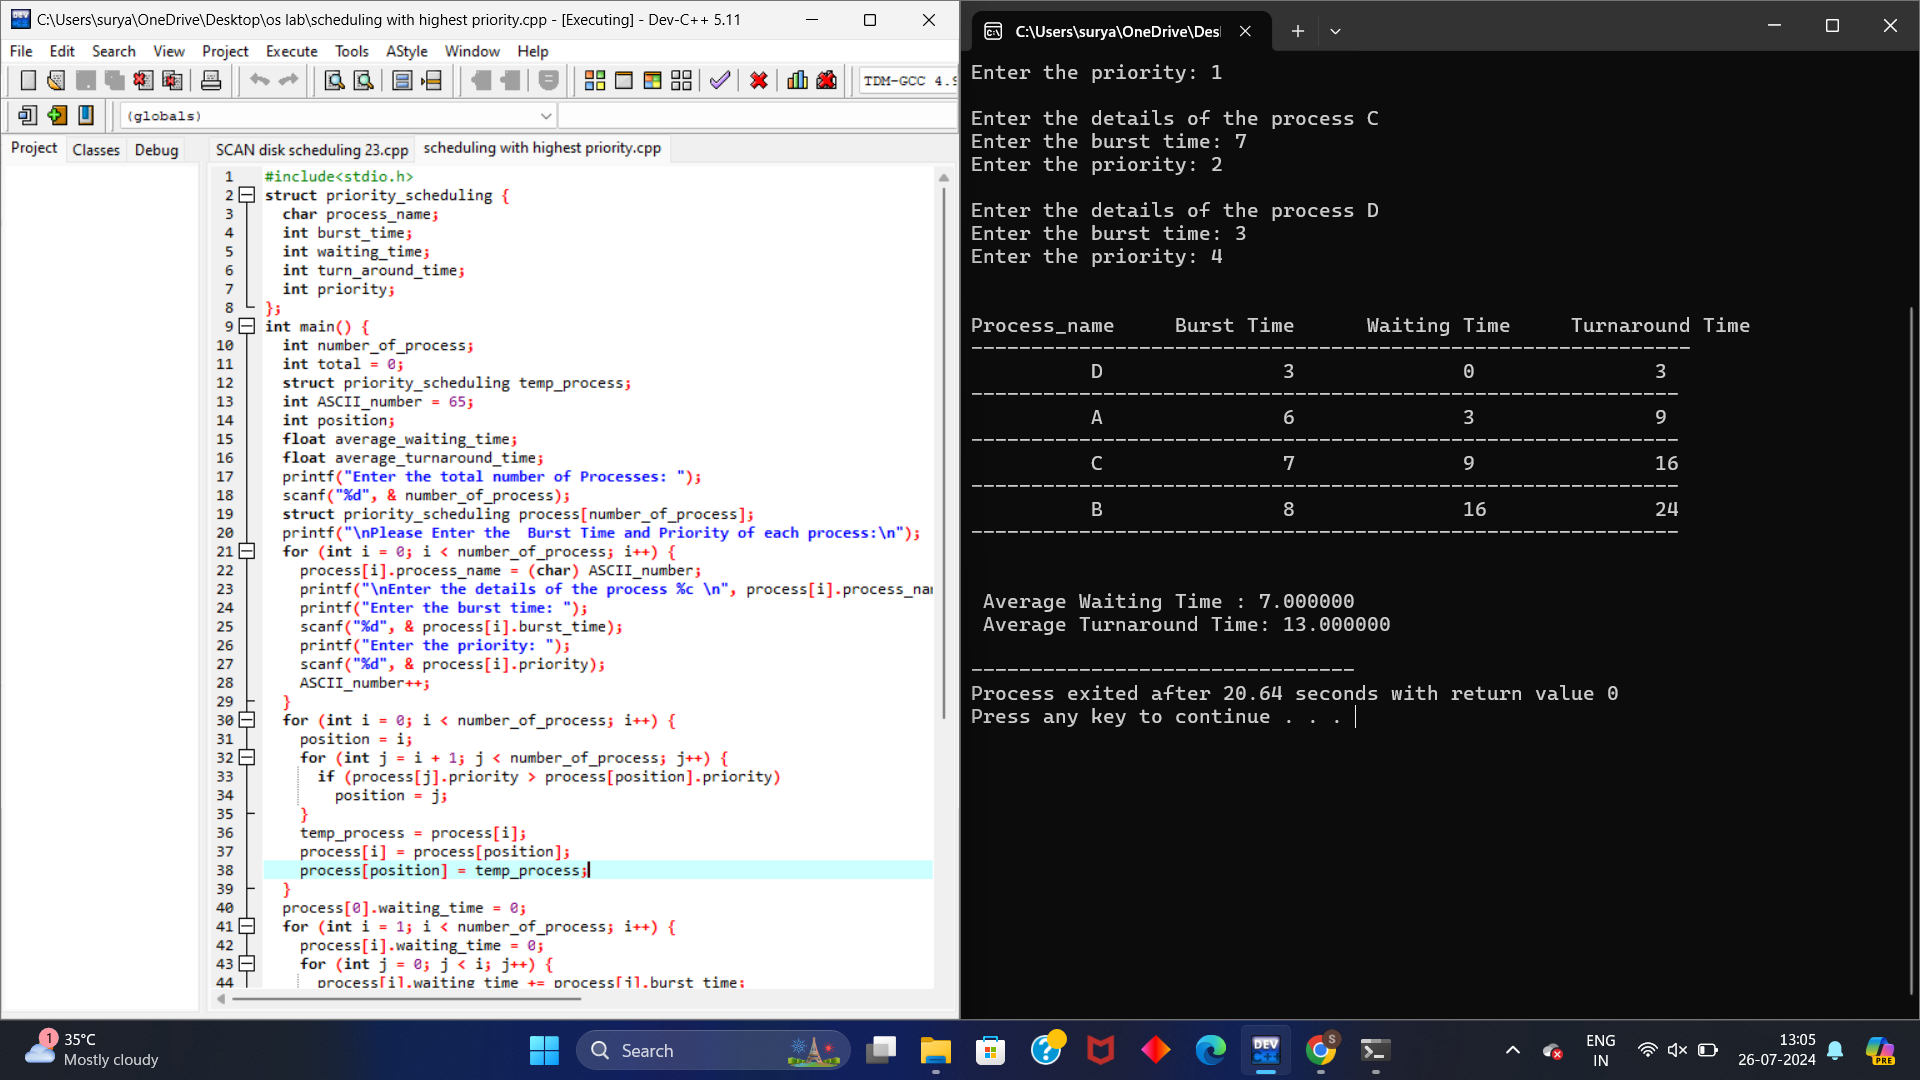 C:\Users\surya\OneDrive\Desktop\os lab\scheduling with highest priority.cpp - [Executing] - Dev-C++ 5.11
File Edit Search View Project Execute Tools AStyle Window Help
TDM-GCC 4.9
(globals)
Project Classes Debug
SCAN disk scheduling 23.cpp scheduling with highest priority.cpp
1 #include<stdio.h>
2 struct priority_scheduling {
3 char process_name;
4 int burst_time;
5 int waiting_time;
6 int turn_around_time;
7 int priority;
8 };
9 int main() {
10 int number_of_process;
11 int total = 0;
12 struct priority_scheduling temp_process;
13 int ASCII_number = 65;
14 int position;
15 float average_waiting_time;
16 float average_turnaround_time;
17 printf("Enter the total number of Processes: ");
18 scanf("%d", & number_of_process);
19 struct priority_scheduling process[number_of_process];
20 printf("\nPlease Enter the  Burst Time and Priority of each process:\n");
21 for (int i = 0; i < number_of_process; i++) {
22 process[i].process_name = (char) ASCII_number;
23 printf("\nEnter the details of the process %c \n", process[i].process_nam
24 printf("Enter the burst time: ");
25 scanf("%d", & process[i].burst_time);
26 printf("Enter the priority: ");
27 scanf("%d", & process[i].priority);
28 ASCII_number++;
29 }
30 for (int i = 0; i < number_of_process; i++) {
31 position = i;
32 for (int j = i + 1; j < number_of_process; j++) {
33 if (process[j].priority > process[position].priority)
34 position = j;
35 }
36 temp_process = process[i];
37 process[i] = process[position];
38 process[position] = temp_process;
39 }
40 process[0].waiting_time = 0;
41 for (int i = 1; i < number_of_process; i++) {
42 process[i].waiting_time = 0;
43 for (int j = 0; j < i; j++) {
44 process[i].waiting_time += process[j].burst_time;
C:\Users\surya\OneDrive\Des
Enter the priority: 1
Enter the details of the process C
Enter the burst time: 7
Enter the priority: 2
Enter the details of the process D
Enter the burst time: 3
Enter the priority: 4
Process_name Burst Time Waiting Time Turnaround Time
------------------------------------------------------------
D 3 0 3
-----------------------------------------------------------
A 6 3 9
-----------------------------------------------------------
C 7 9 16
-----------------------------------------------------------
B 8 16 24
-----------------------------------------------------------
Average Waiting Time : 7.000000
Average Turnaround Time: 13.000000
--------------------------------
Process exited after 20.64 seconds with return value 0
Press any key to continue . . .
1
35°C
Mostly cloudy
Search
DEV
C++
S
PRE
ENG
IN
13:05
26-07-2024